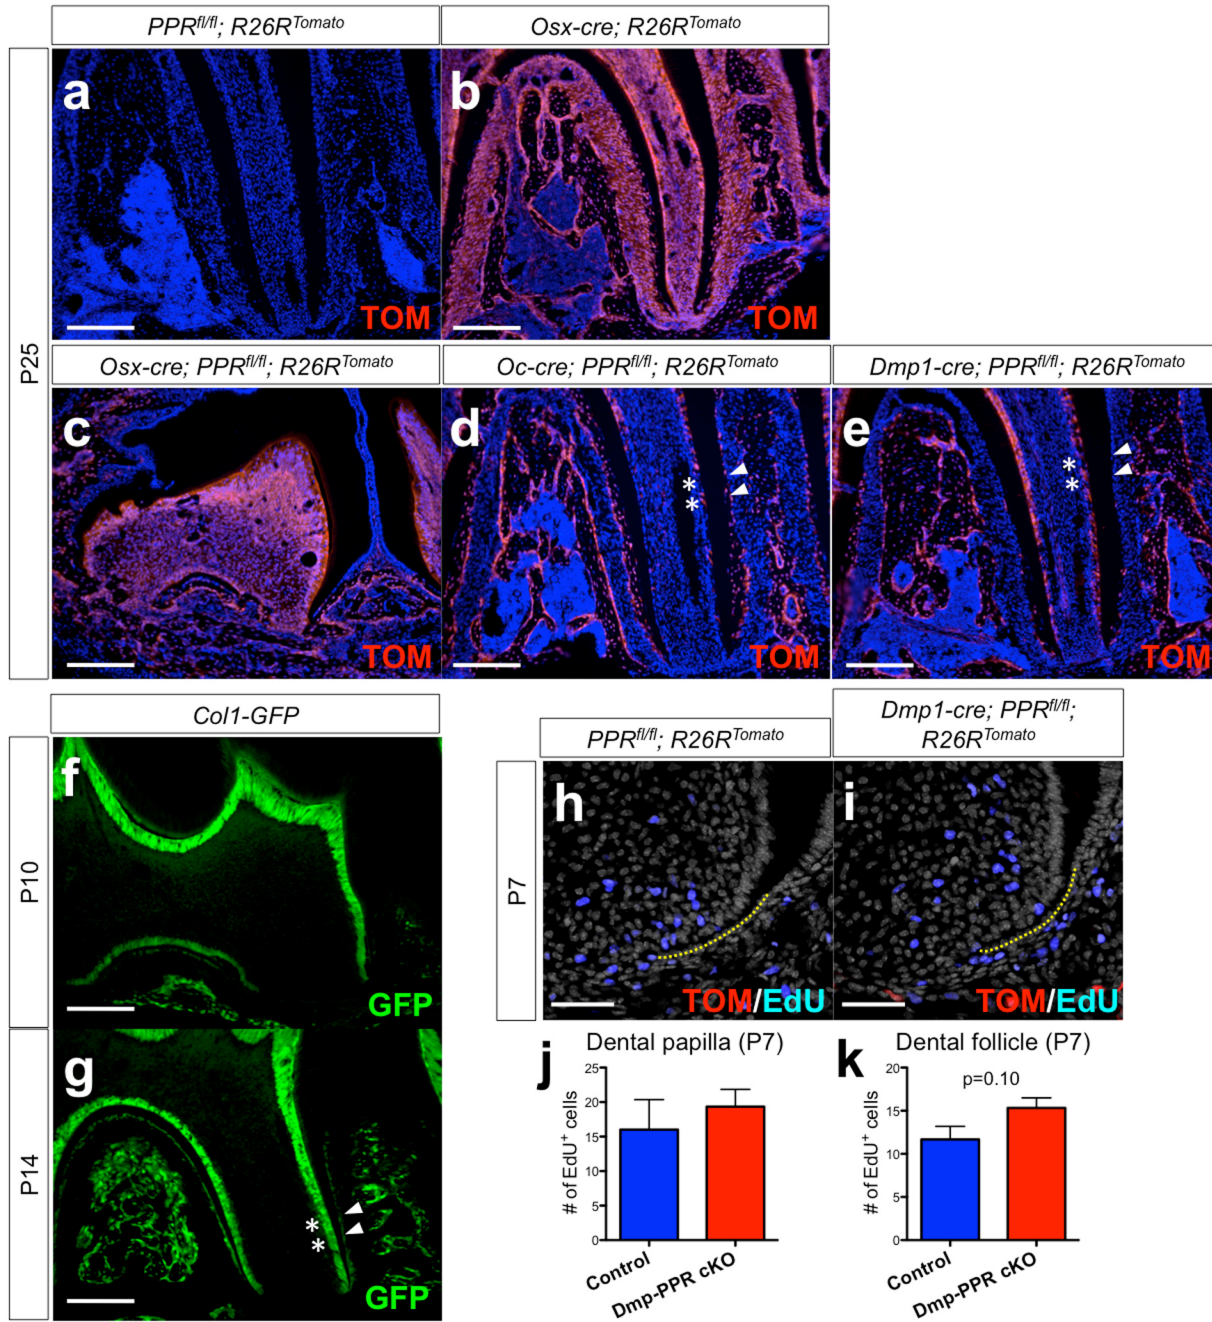 PPRfl/fl; R26RTomato
Osx-cre; R26RTomato
P25
a
TOM
b
TOM
Osx-cre; PPRfl/fl; R26RTomato
Oc-cre; PPRfl/fl; R26RTomato
Dmp1-cre; PPRfl/fl; R26RTomato
c
TOM
d
**
TOM
e
**
TOM
Col1-GFP
P10
f
GFP
P14
g
**
GFP
PPRfl/fl; R26RTomato
Dmp1-cre; PPRfl/fl;
R26RTomato
P7
h
TOM/EdU
i
TOM/EdU
j
Dental papilla (P7)
# of EdU+ cells
25
20
15
10
5
0
Control
Dmp-PPR cKO
k
Dental follicle (P7)
p=0.10
# of EdU+ cells
20
15
10
5
0
Control
Dmp-PPR cKO